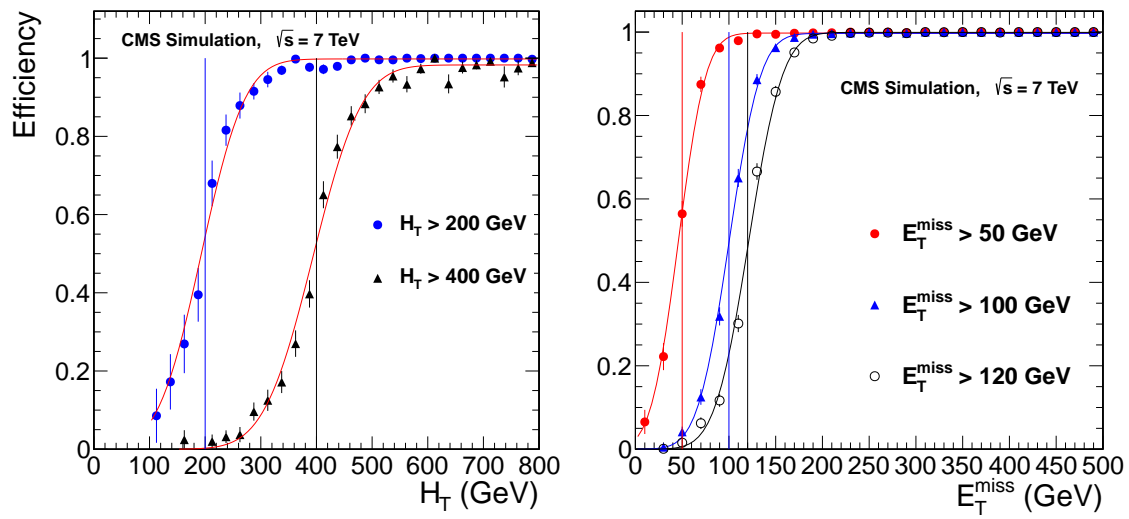 Efficiency
CMS Simulation, √s = 7 TeV
H_T > 200 GeV
H_T > 400 GeV
1
0.8
0.6
0.4
0.2
0
0 100 200 300 400 500 600 700 800
H_T (GeV)
CMS Simulation, √s = 7 TeV
E_T^miss > 50 GeV
E_T^miss > 100 GeV
E_T^miss > 120 GeV
1
0.8
0.6
0.4
0.2
0
0 50 100 150 200 250 300 350 400 450 500
E_T^miss (GeV)